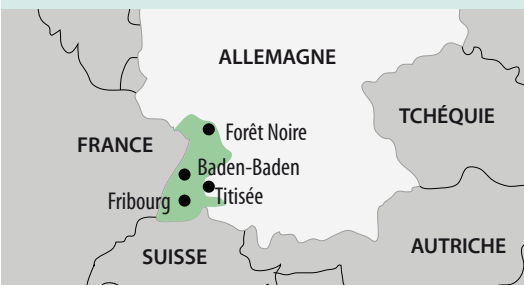 ALLEMAGNE
TCHÉQUIE
Forêt Noire
FRANCE
Baden-Baden
Titisée
Fribourg
AUTRICHE
SUISSE